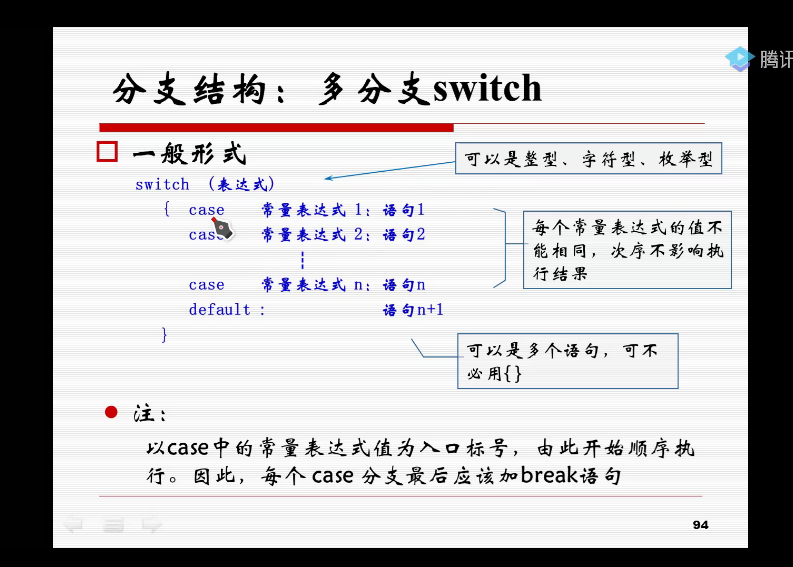 腾讯
分支结构：多分支switch
一般形式
可以是整型、字符型、枚举型
switch （表达式）
{ case 常量表达式 1：语句1
case 常量表达式 2：语句2
每个常量表达式的值不
能相同，次序不影响执
行结果
case 常量表达式 n：语句n
default： 语句n+1
}
可以是多个语句，可不
必用{}
注：
以case中的常量表达式值为入口标号，由此开始顺序执
行。因此，每个 case 分支最后应该加break语句
94